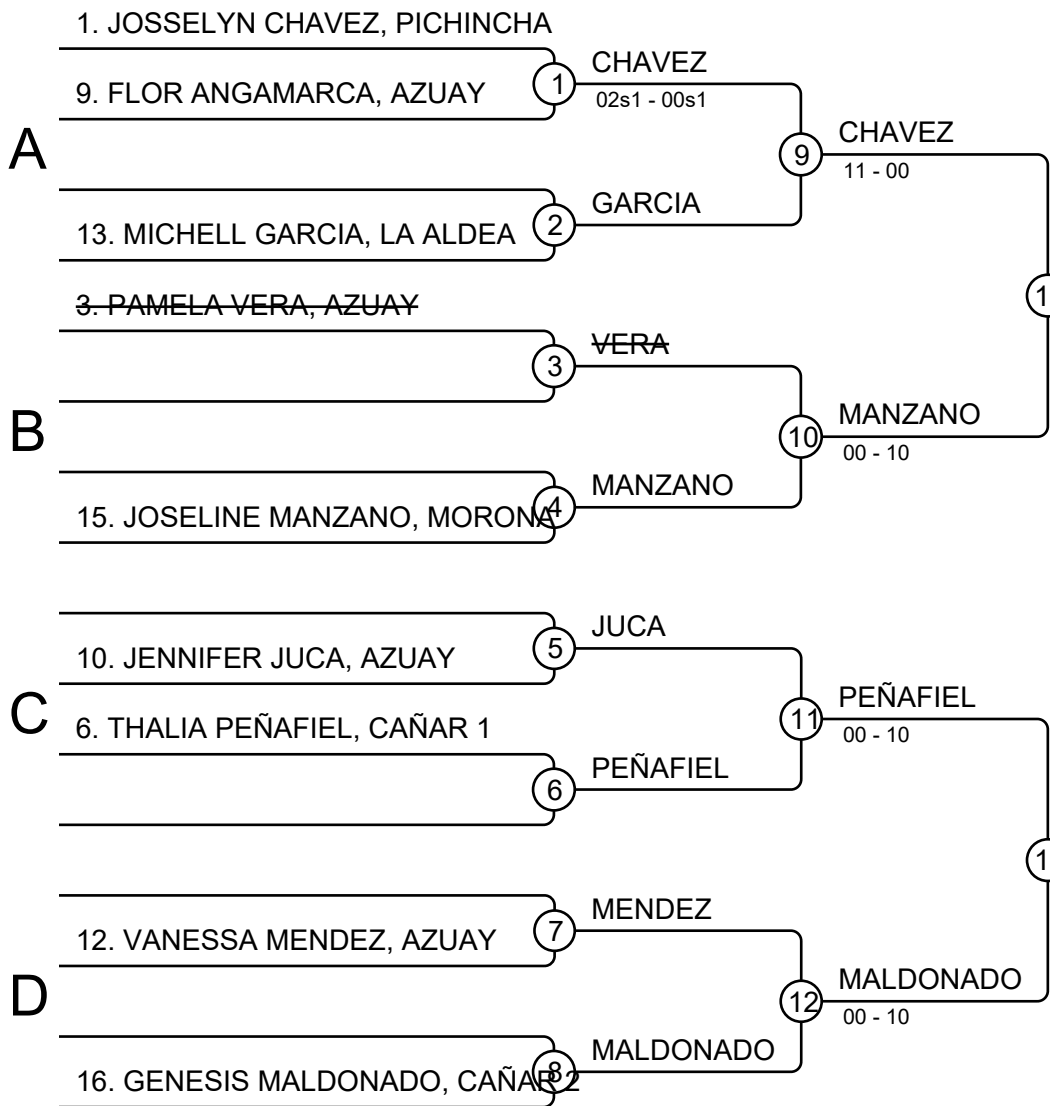 1. JOSSELYN CHAVEZ, PICHINCHA
CHAVEZ
1
9. FLOR ANGAMARCA, AZUAY
02s1 - 00s1
A
CHAVEZ
9
11 - 00
GARCIA
2
13. MICHELL GARCIA, LA ALDEA
1
3. PAMELA VERA, AZUAY
VERA
3
B
MANZANO
10
00 - 10
MANZANO
4
15. JOSELINE MANZANO, MORONA
JUCA
5
10. JENNIFER JUCA, AZUAY
C
PEÑAFIEL
11
6. THALIA PEÑAFIEL, CAÑAR 1
00 - 10
PEÑAFIEL
6
1
MENDEZ
7
12. VANESSA MENDEZ, AZUAY
D
MALDONADO
12
00 - 10
MALDONADO
8
16. GENESIS MALDONADO, CAÑAR 2